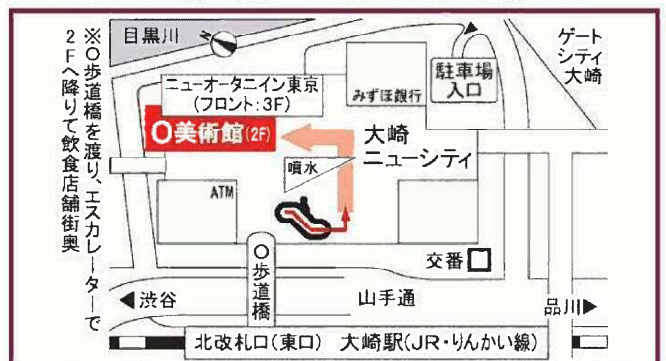 ※O歩道橋を渡り、エスカレーターで
2Fへ降りて飲食店舗街奥
目黒川
N
ニューオータニイン東京
(フロント:3F)
みずほ銀行
駐車場
入口
ゲート
シティ
大崎
O美術館(2F)
大崎
ニューシティ
噴水
ATM
交番
O歩道橋
◀渋谷
山手通
品川▶
北改札口(東口) 大崎駅(JR・りんかい線)